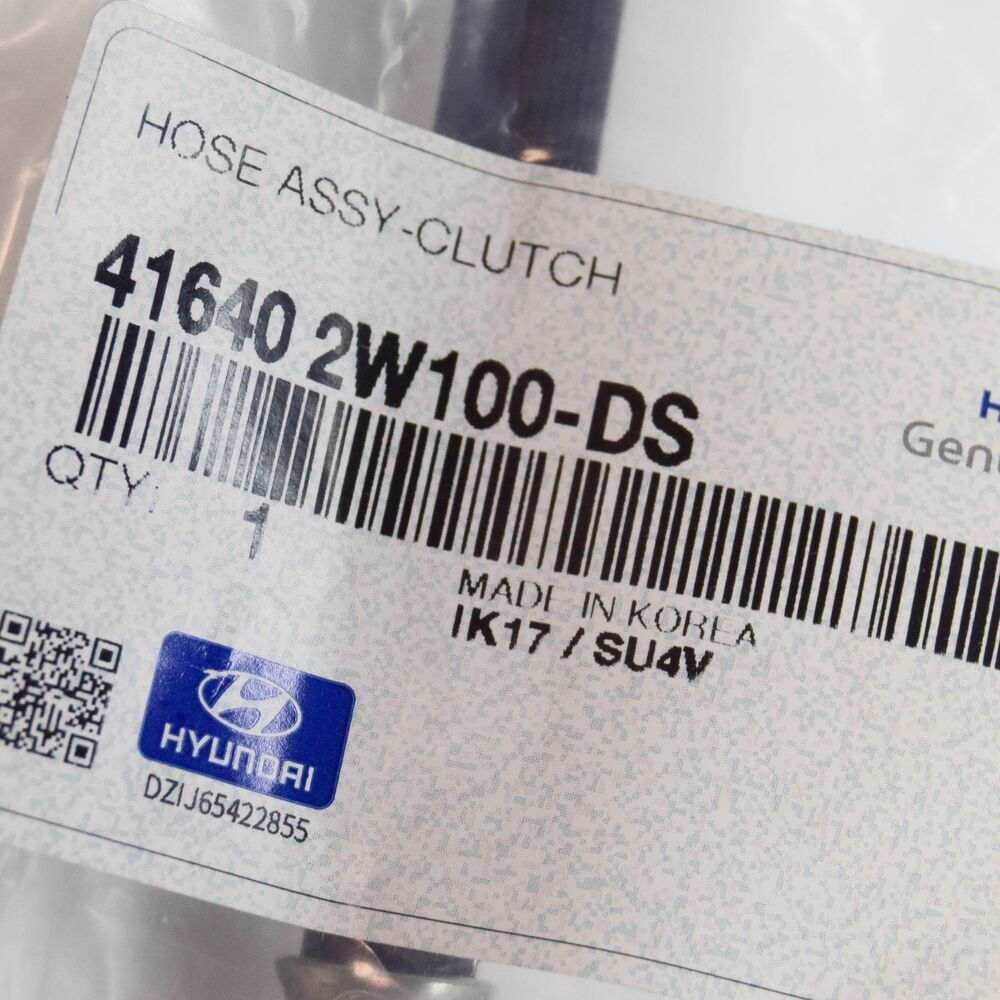 HOSE ASSY-CLUTCH
41640 2W100-DS
QTY: 1
MADE IN KOREA
IK17 / SU4V
HYUNDAI
DZIJ65422855